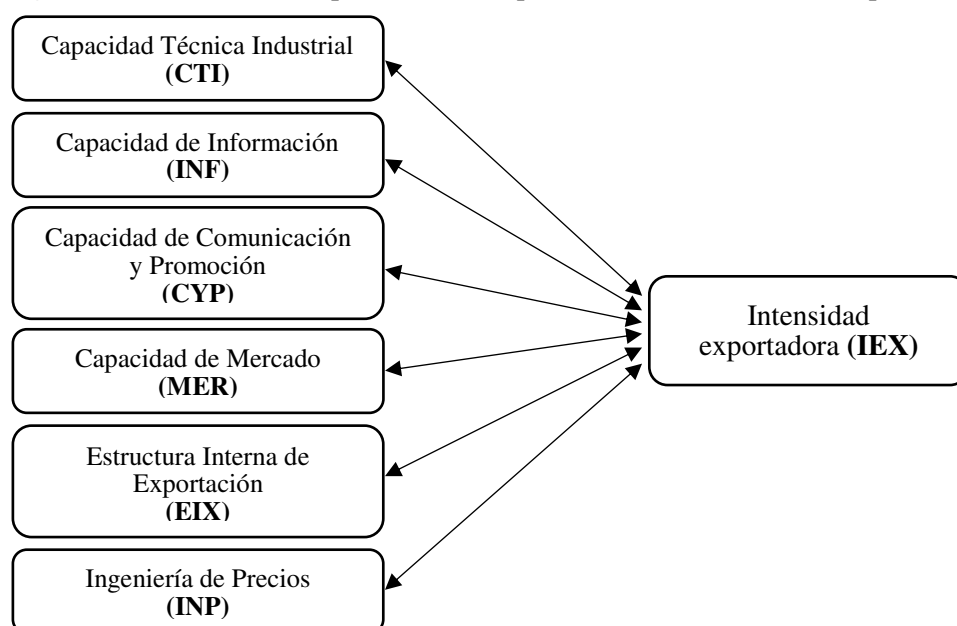 Capacidad Técnica Industrial
(CTI)
Capacidad de Información
(INF)
Capacidad de Comunicación
y Promoción
(CYP)
Capacidad de Mercado
(MER)
Estructura Interna de
Exportación
(EIX)
Ingeniería de Precios
(INP)
Intensidad
exportadora (IEX)